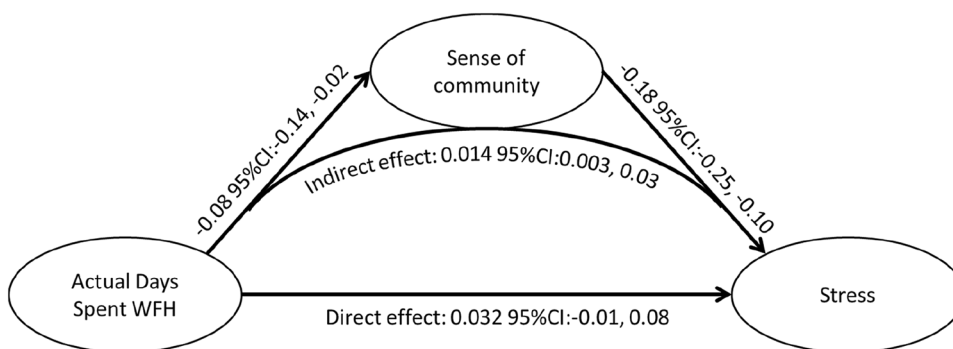 Sense of
community
-0.08 95%CI:-0.14, -0.02
-0.18 95%CI:-0.25, -0.10
Indirect effect: 0.014 95%CI:0.003, 0.03
Actual Days
Spent WFH
Stress
Direct effect: 0.032 95%CI:-0.01, 0.08